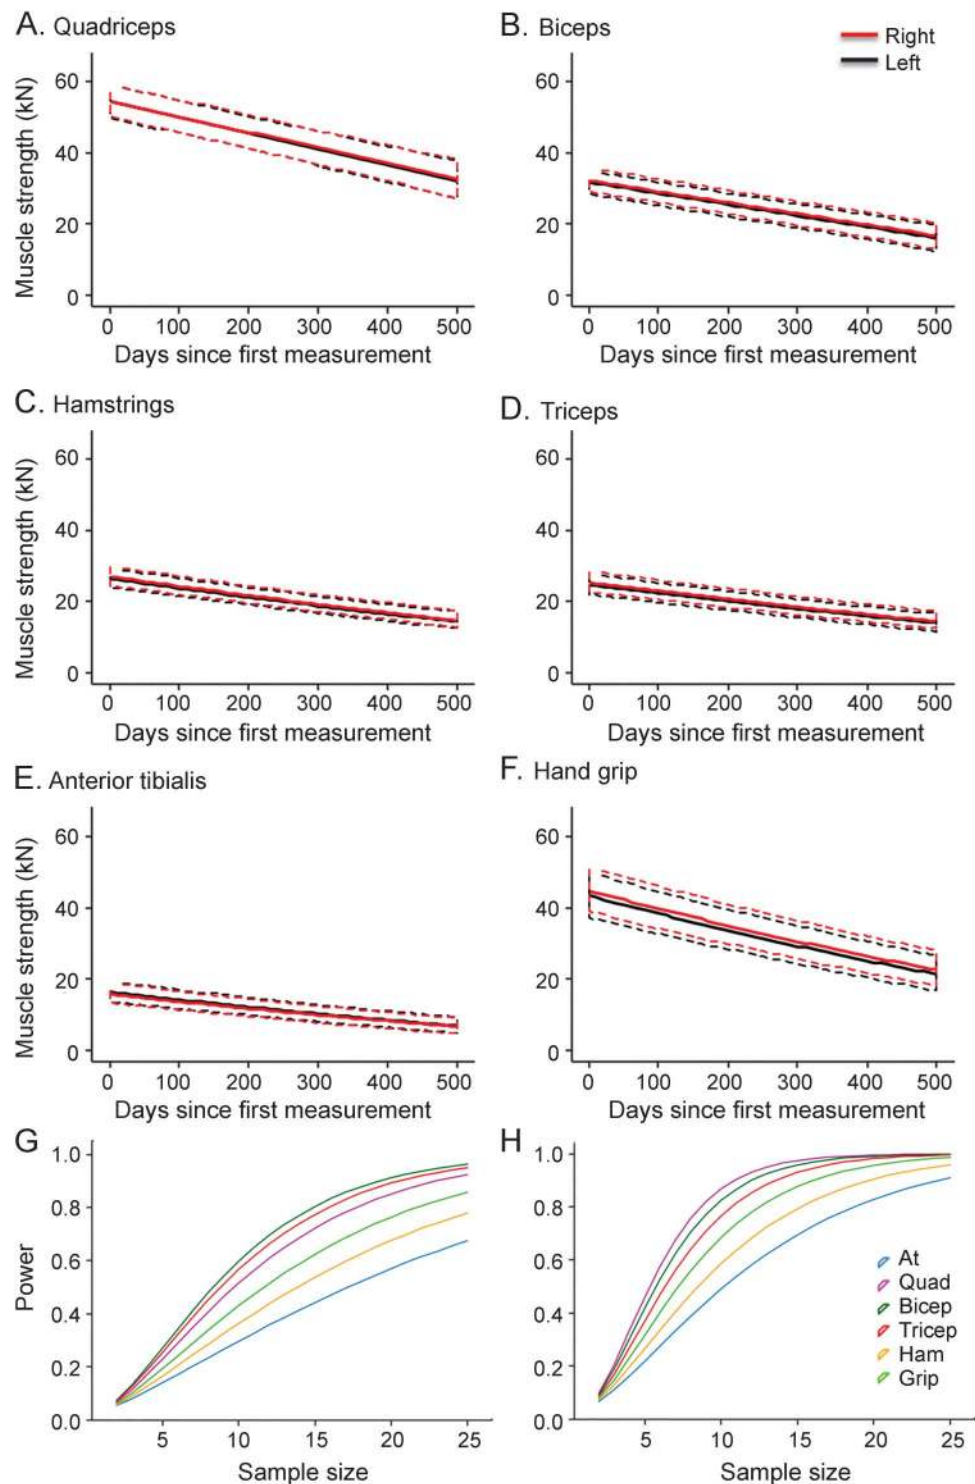 A. Quadriceps
B. Biceps
Right
Left
Muscle strength (kN)
60
40
20
0
0 100 200 300 400 500
Days since first measurement
60
40
20
0
0 100 200 300 400 500
Days since first measurement
C. Hamstrings
D. Triceps
Muscle strength (kN)
60
40
20
0
0 100 200 300 400 500
Days since first measurement
60
40
20
0
0 100 200 300 400 500
Days since first measurement
E. Anterior tibialis
F. Hand grip
Muscle strength (kN)
60
40
20
0
0 100 200 300 400 500
Days since first measurement
60
40
20
0
0 100 200 300 400 500
Days since first measurement
G
Power
1.0
0.8
0.6
0.4
0.2
0.0
5 10 15 20 25
Sample size
H
1.0
0.8
0.6
0.4
0.2
0.0
At
Quad
Bicep
Tricep
Ham
Grip
5 10 15 20 25
Sample size